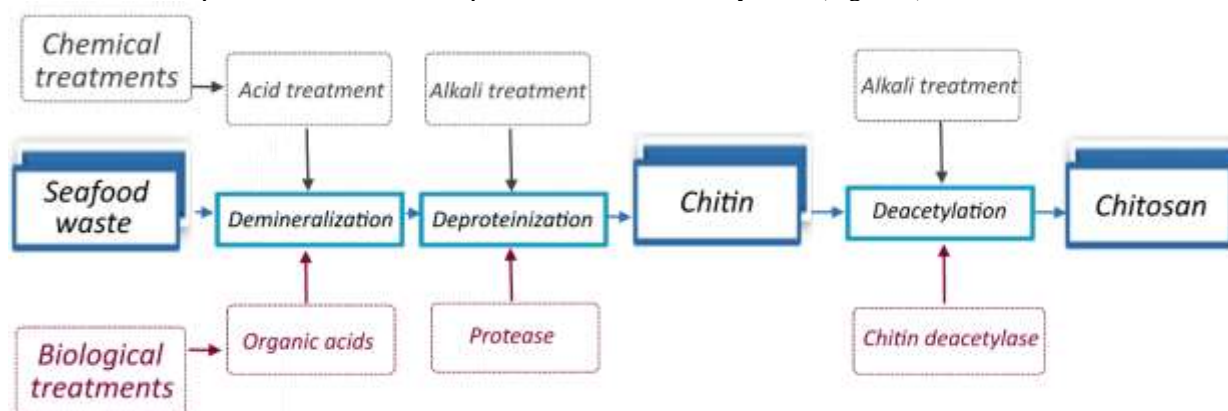 Chemical
treatments
Acid treatment
Alkali treatment
Alkali treatment
Seafood
waste
Demineralization
Deproteinization
Chitin
Deacetylation
Chitosan
Biological
treatments
Organic acids
Protease
Chitin deacetylase